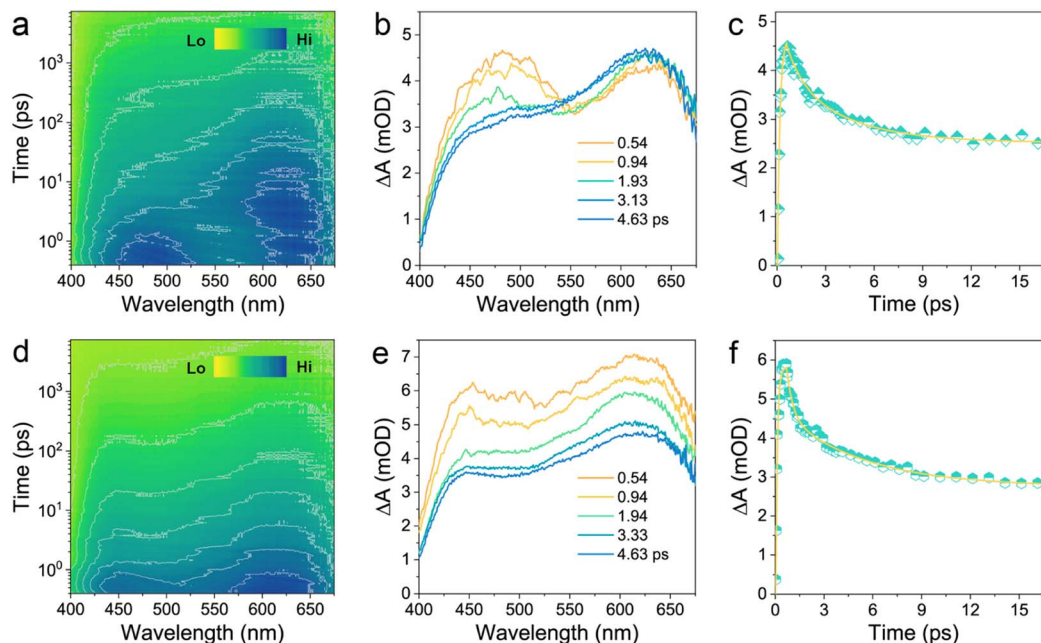 a
Lo Hi
10³
10²
10¹
10⁰
Time (ps)
400 450 500 550 600 650
Wavelength (nm)
b
5
4
3
2
1
0
ΔA (mOD)
0.54
0.94
1.93
3.13
4.63 ps
400 450 500 550 600 650
Wavelength (nm)
c
5
4
3
2
1
0
ΔA (mOD)
0 3 6 9 12 15
Time (ps)
d
Lo Hi
10³
10²
10¹
10⁰
Time (ps)
400 450 500 550 600 650
Wavelength (nm)
e
7
6
5
4
3
2
1
0
ΔA (mOD)
0.54
0.94
1.94
3.33
4.63 ps
400 450 500 550 600 650
Wavelength (nm)
f
6
5
4
3
2
1
0
ΔA (mOD)
0 3 6 9 12 15
Time (ps)